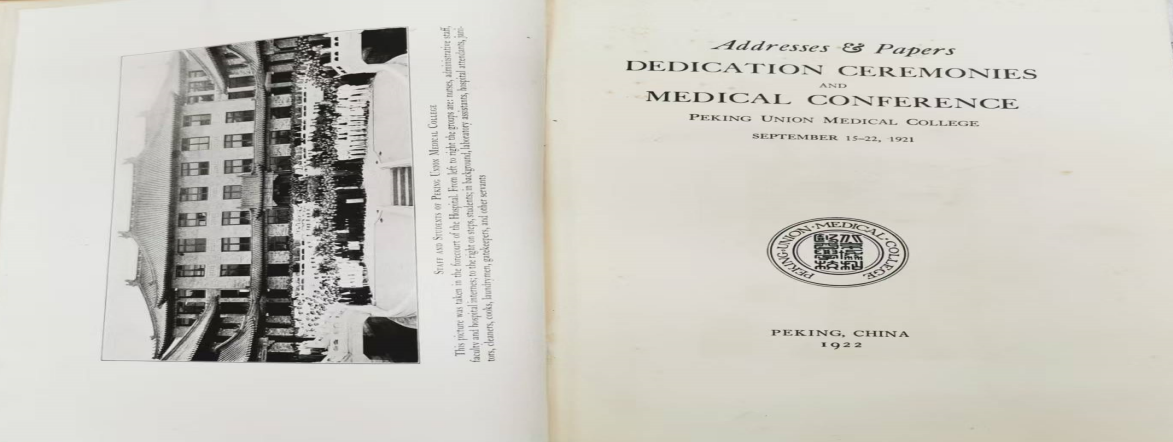 STAFF AND STUDENTS OF PEKING UNION MEDICAL COLLEGE
This picture was taken in the forecourt of the Hospital. From left to right the groups are: nurses, administrative staff,
faculty and hospital internes; to the right on steps, students; in background, laboratory assistants, hospital attendants, jani-
tors, cleaners, cooks, laundrymen, gatekeepers, and other servants
Addresses & Papers
DEDICATION CEREMONIES
AND
MEDICAL CONFERENCE
PEKING UNION MEDICAL COLLEGE
SEPTEMBER 15-22, 1921
PEKING·UNION·MEDICAL·COLLEGE
PEKING, CHINA
1922